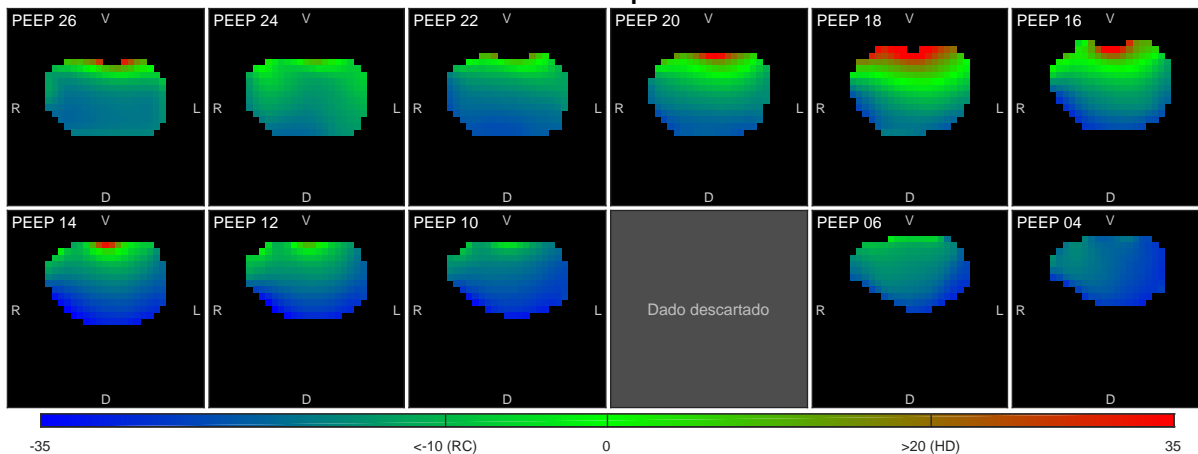 PEEP 26 V R L D
PEEP 24 V D
PEEP 22 V D
PEEP 20 V D
PEEP 18 V R L D
PEEP 16 V R L D
PEEP 14 V R L D
PEEP 12 V R L D
PEEP 10 V R L D
Dado descartado
PEEP 06 V R L D
PEEP 04 V R L D
-35 <-10 (RC) 0 >20 (HD) 35